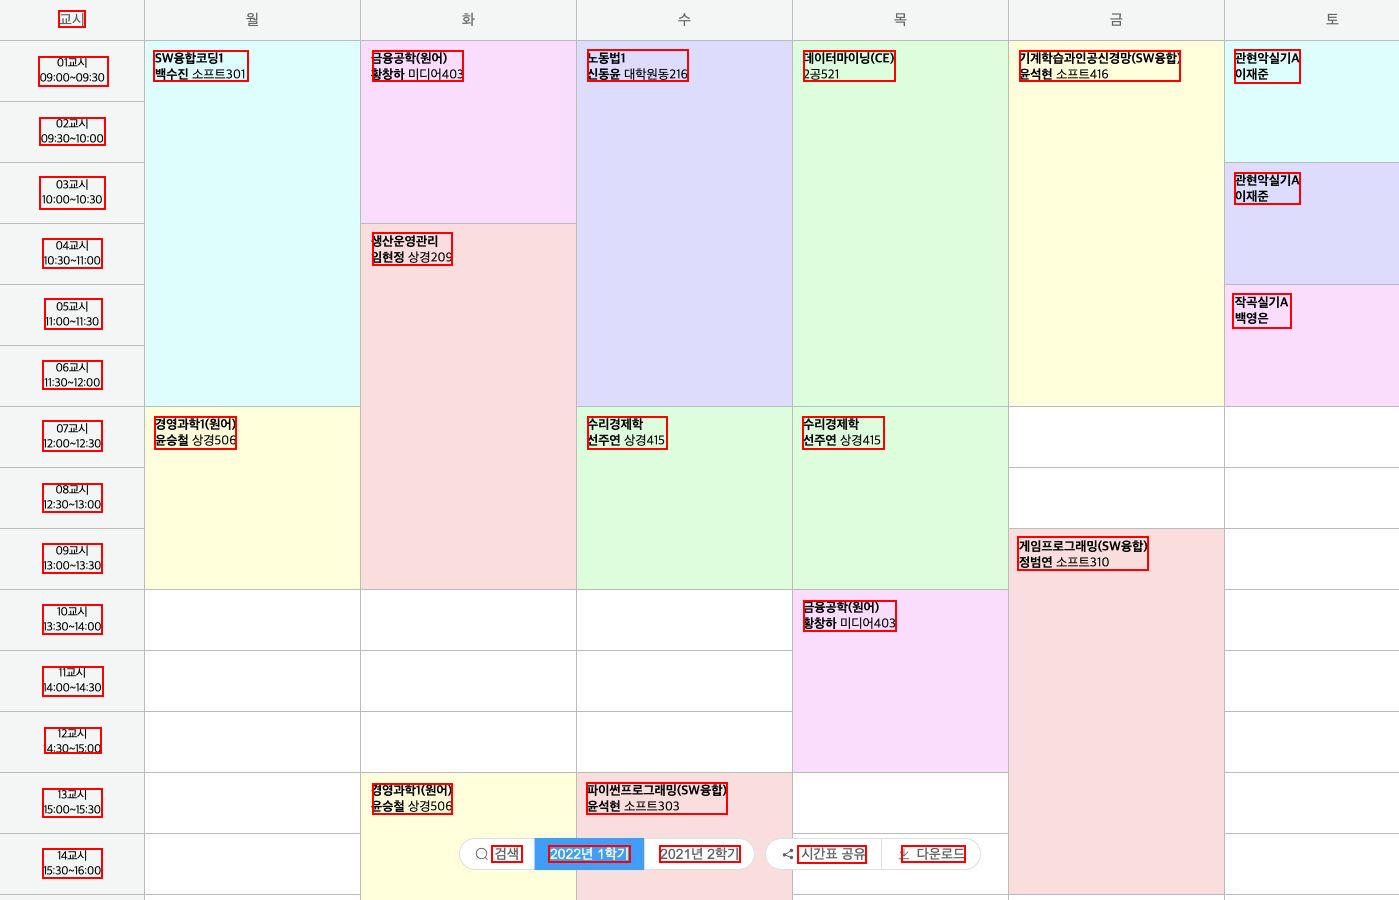 교시 월 화 수 목 금 토
01교시
09:00~09:30
SW융합코딩1
백수진 소프트301
금융공학(원어)
황창하 미디어403
노동법1
신동윤 대학원동216
데이터마이닝(CE)
2공521
기계학습과인공신경망(SW융합)
윤석현 소프트416
관현악실기A
이재준
02교시
09:30~10:00
03교시
10:00~10:30
관현악실기A
이재준
04교시
10:30~11:00
생산운영관리
임현정 상경209
05교시
11:00~11:30
작곡실기A
백영은
06교시
11:30~12:00
07교시
12:00~12:30
경영과학1(원어)
윤승철 상경506
수리경제학
선주연 상경415
수리경제학
선주연 상경415
08교시
12:30~13:00
09교시
13:00~13:30
게임프로그래밍(SW융합)
정범연 소프트310
10교시
13:30~14:00
금융공학(원어)
황창하 미디어403
11교시
14:00~14:30
12교시
14:30~15:00
13교시
15:00~15:30
경영과학1(원어)
윤승철 상경506
파이썬프로그래밍(SW융합)
윤석현 소프트303
14교시
15:30~16:00
검색 2022년 1학기 2021년 2학기 시간표 공유 다운로드